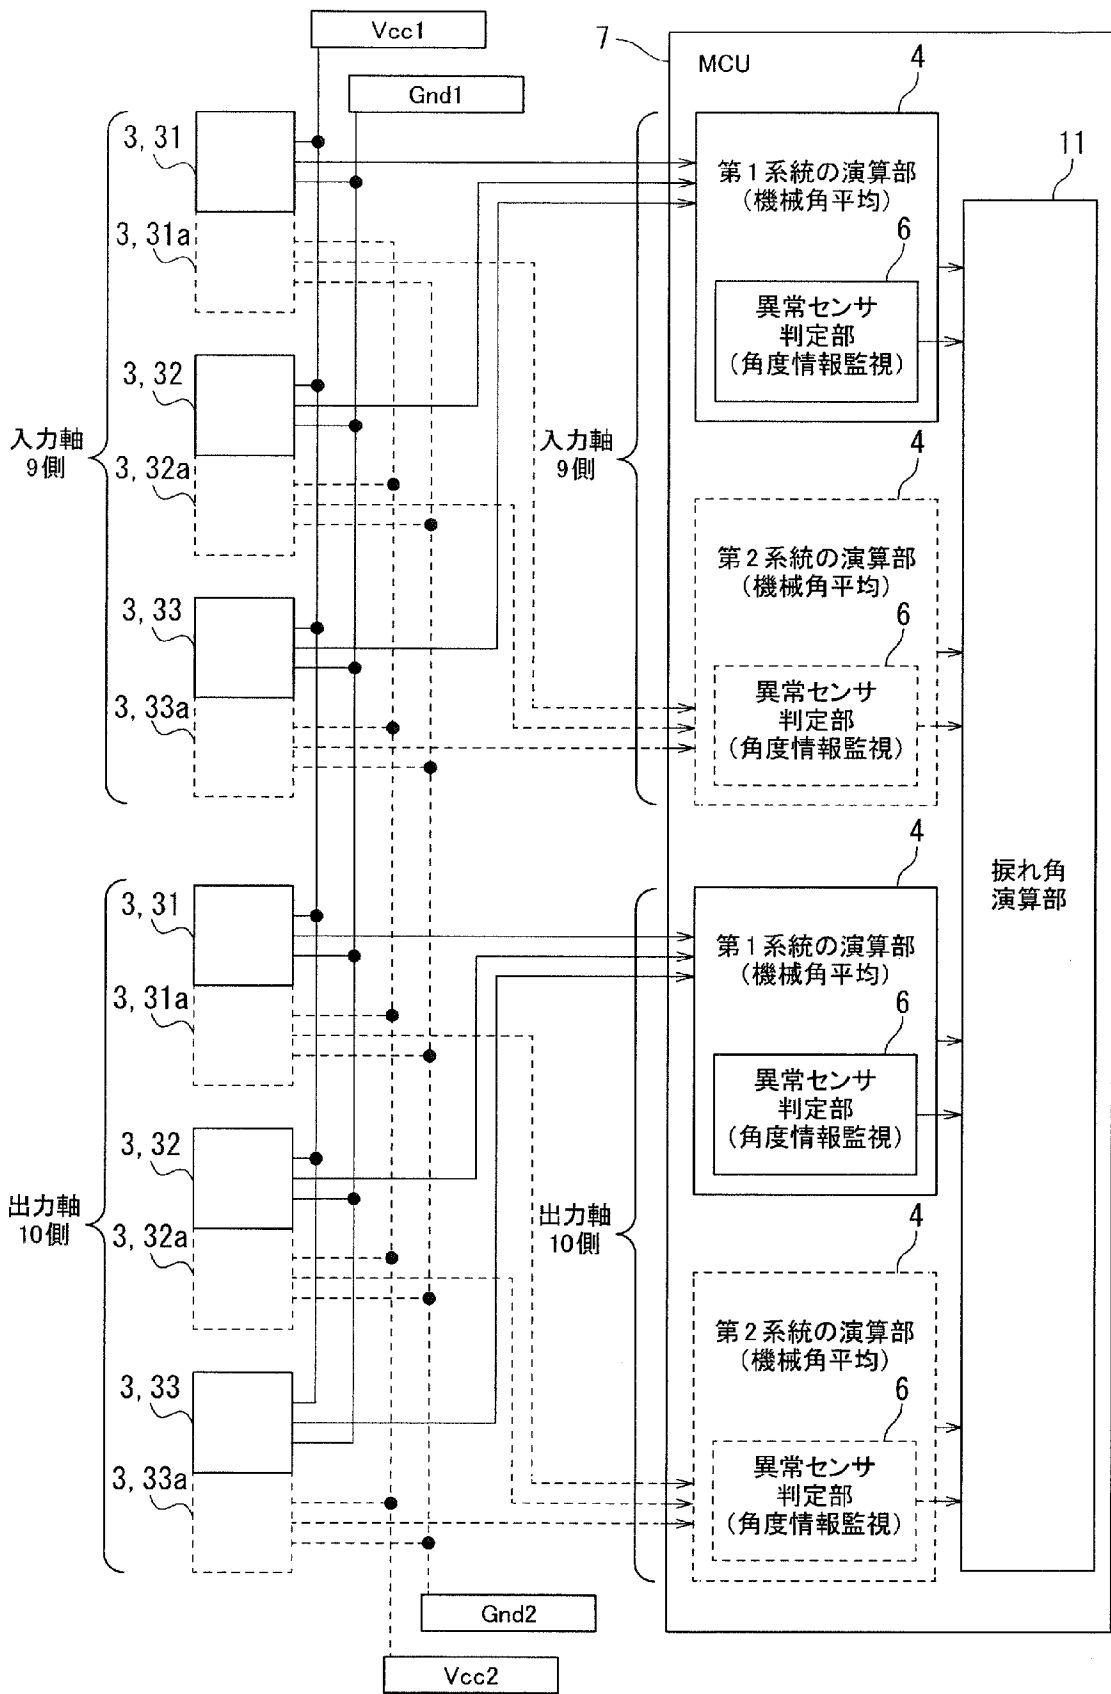 Vcc1
Gnd1
7
MCU
4
3, 31
第1系統の演算部
(機械角平均)
11
3, 31a
6
異常センサ
判定部
(角度情報監視)
3, 32
入力軸
9側
入力軸
9側
3, 32a
4
第2系統の演算部
(機械角平均)
3, 33
6
異常センサ
判定部
(角度情報監視)
3, 33a
4
捩れ角
演算部
3, 31
第1系統の演算部
(機械角平均)
3, 31a
6
異常センサ
判定部
(角度情報監視)
3, 32
出力軸
10側
出力軸
10側
3, 32a
4
第2系統の演算部
(機械角平均)
3, 33
6
異常センサ
判定部
(角度情報監視)
3, 33a
Gnd2
Vcc2